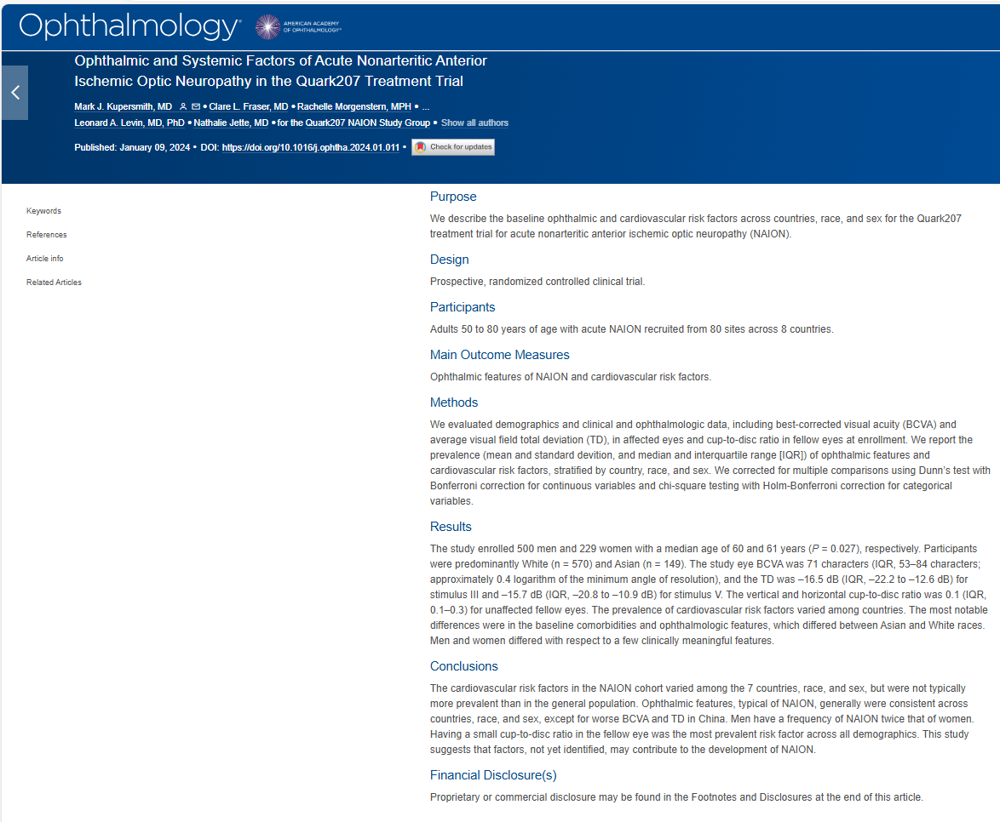 Ophthalmology®
AMERICAN ACADEMY
OF OPHTHALMOLOGY®
Ophthalmic and Systemic Factors of Acute Nonarteritic Anterior
Ischemic Optic Neuropathy in the Quark207 Treatment Trial
Mark J. Kupersmith, MD • Clare L. Fraser, MD • Rachelle Morgenstern, MPH • ...
Leonard A. Levin, MD, PhD • Nathalie Jette, MD • for the Quark207 NAION Study Group • Show all authors
Published: January 09, 2024 • DOI: https://doi.org/10.1016/j.ophtha.2024.01.011 • Check for updates
Keywords
References
Article info
Related Articles
Purpose
We describe the baseline ophthalmic and cardiovascular risk factors across countries, race, and sex for the Quark207
treatment trial for acute nonarteritic anterior ischemic optic neuropathy (NAION).
Design
Prospective, randomized controlled clinical trial.
Participants
Adults 50 to 80 years of age with acute NAION recruited from 80 sites across 8 countries.
Main Outcome Measures
Ophthalmic features of NAION and cardiovascular risk factors.
Methods
We evaluated demographics and clinical and ophthalmologic data, including best-corrected visual acuity (BCVA) and
average visual field total deviation (TD), in affected eyes and cup-to-disc ratio in fellow eyes at enrollment. We report the
prevalence (mean and standard devition, and median and interquartile range [IQR]) of ophthalmic features and
cardiovascular risk factors, stratified by country, race, and sex. We corrected for multiple comparisons using Dunn's test with
Bonferroni correction for continuous variables and chi-square testing with Holm-Bonferroni correction for categorical
variables.
Results
The study enrolled 500 men and 229 women with a median age of 60 and 61 years (P = 0.027), respectively. Participants
were predominantly White (n = 570) and Asian (n = 149). The study eye BCVA was 71 characters (IQR, 53–84 characters;
approximately 0.4 logarithm of the minimum angle of resolution), and the TD was –16.5 dB (IQR, –22.2 to –12.6 dB) for
stimulus III and –15.7 dB (IQR, –20.8 to –10.9 dB) for stimulus V. The vertical and horizontal cup-to-disc ratio was 0.1 (IQR,
0.1–0.3) for unaffected fellow eyes. The prevalence of cardiovascular risk factors varied among countries. The most notable
differences were in the baseline comorbidities and ophthalmologic features, which differed between Asian and White races.
Men and women differed with respect to a few clinically meaningful features.
Conclusions
The cardiovascular risk factors in the NAION cohort varied among the 7 countries, race, and sex, but were not typically
more prevalent than in the general population. Ophthalmic features, typical of NAION, generally were consistent across
countries, race, and sex, except for worse BCVA and TD in China. Men have a frequency of NAION twice that of women.
Having a small cup-to-disc ratio in the fellow eye was the most prevalent risk factor across all demographics. This study
suggests that factors, not yet identified, may contribute to the development of NAION.
Financial Disclosure(s)
Proprietary or commercial disclosure may be found in the Footnotes and Disclosures at the end of this article.